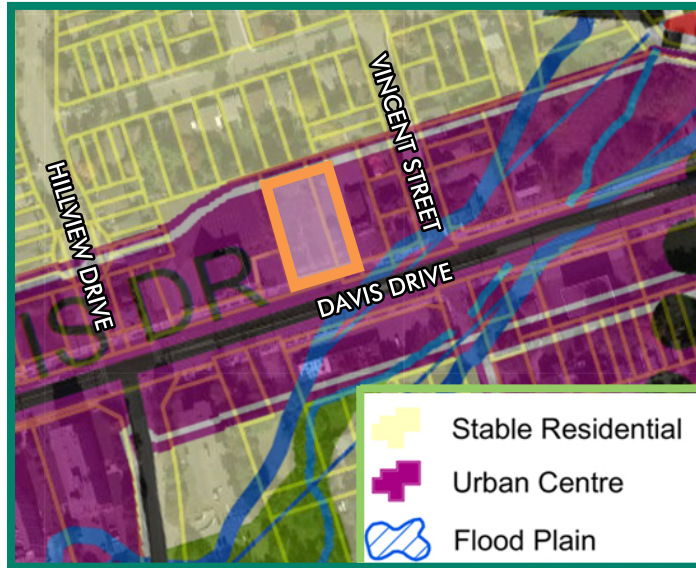 VINCENT STREET
HILLVIEW DRIVE
IS DR
DAVIS DRIVE
Stable Residential
Urban Centre
Flood Plain